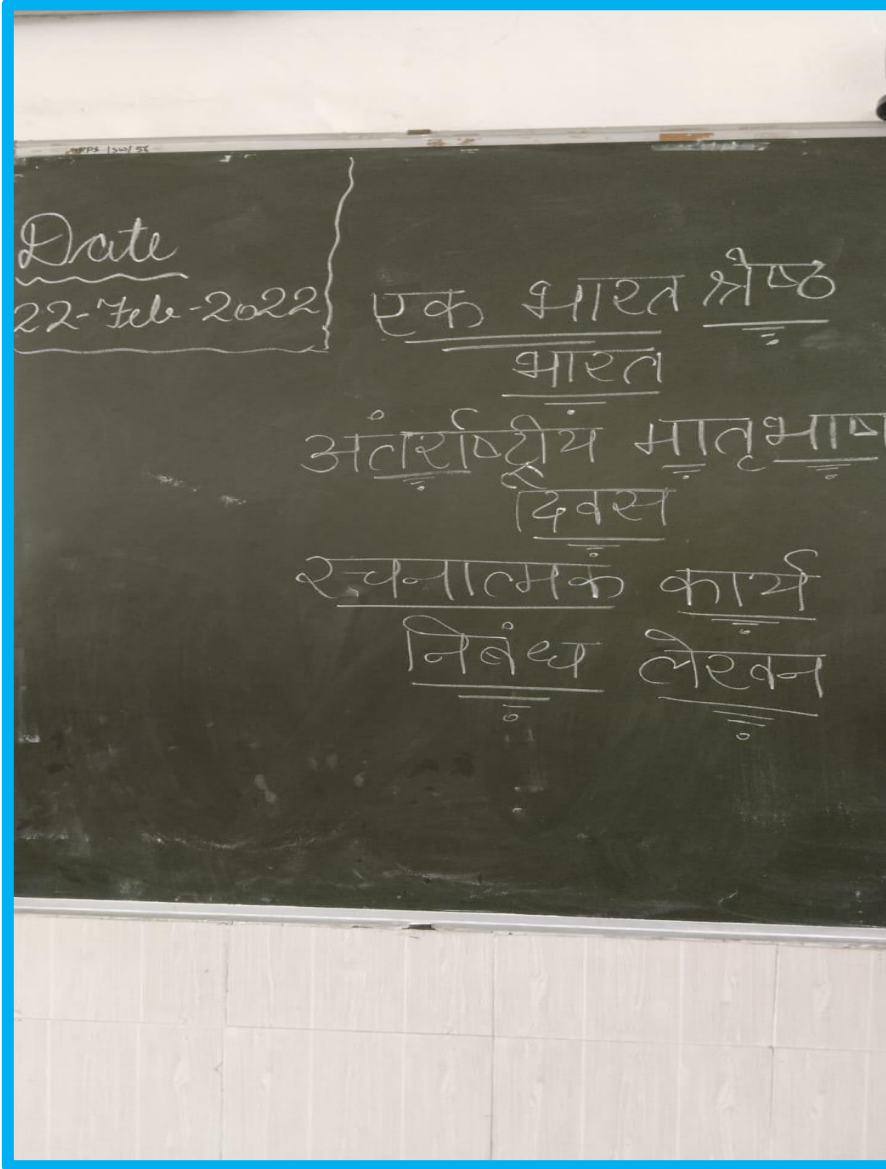 Date
22-Feb-2022
एक भारत श्रेष्ठ
भारत
अंतर्राष्ट्रीय मातृभाषा
दिवस
रचनात्मक कार्य
निबंध लेखन